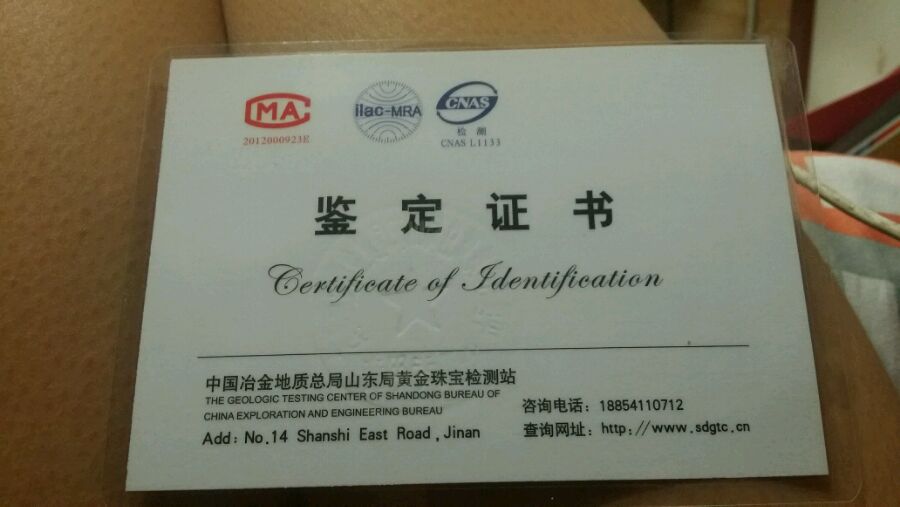 CMA
2012000923E
ilac-MRA
CNAS
检 测
CNAS L1133
鉴 定 证 书
Certificate of Identification
中国冶金地质总局山东局黄金珠宝检测站
THE GEOLOGIC TESTING CENTER OF SHANDONG BUREAU OF
CHINA EXPLORATION AND ENGINEERING BUREAU
Add: No.14 Shanshi East Road ,Jinan
咨询电话: 18854110712
查询网址: http://www.sdgtc.cn